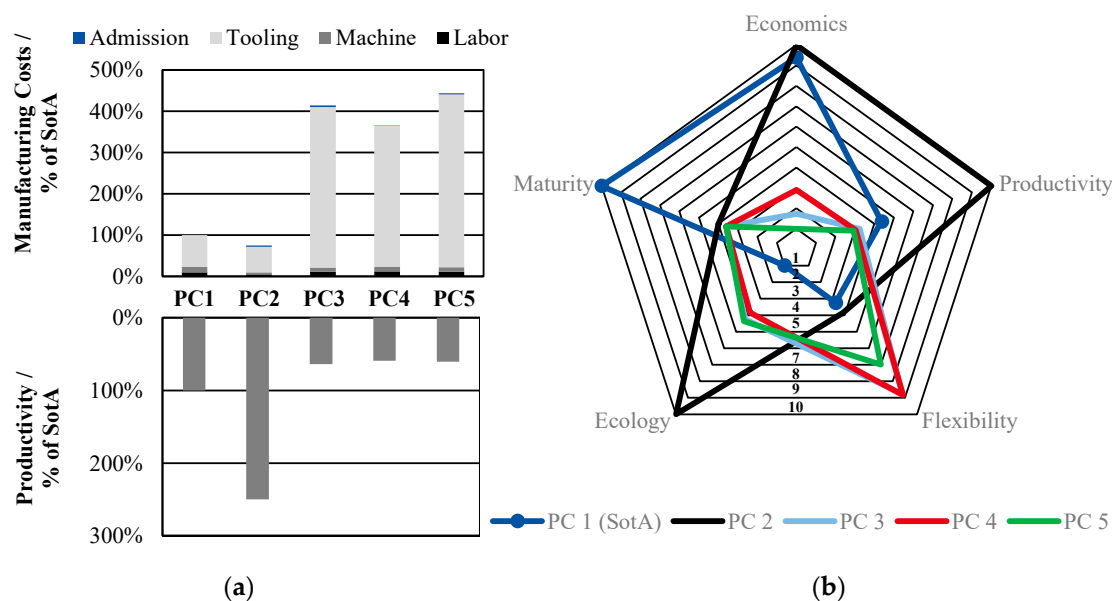 Admission Tooling Machine Labor
Manufacturing Costs /
% of SotA
500%
400%
300%
200%
100%
0%
PC1 PC2 PC3 PC4 PC5
Productivity /
% of SotA
0%
100%
200%
300%
(a)
Economics
Maturity
Productivity
1
2
3
4
5
7
8
9
10
Ecology
Flexibility
PC 1 (SotA) PC 2 PC 3 PC 4 PC 5
(b)